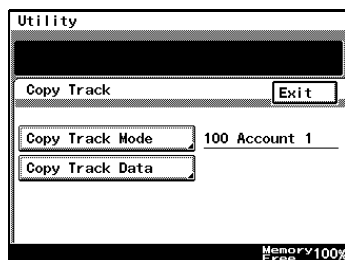 Utility
Copy Track
Exit
Copy Track Mode 100 Account 1
Copy Track Data
Memory 100%
Free